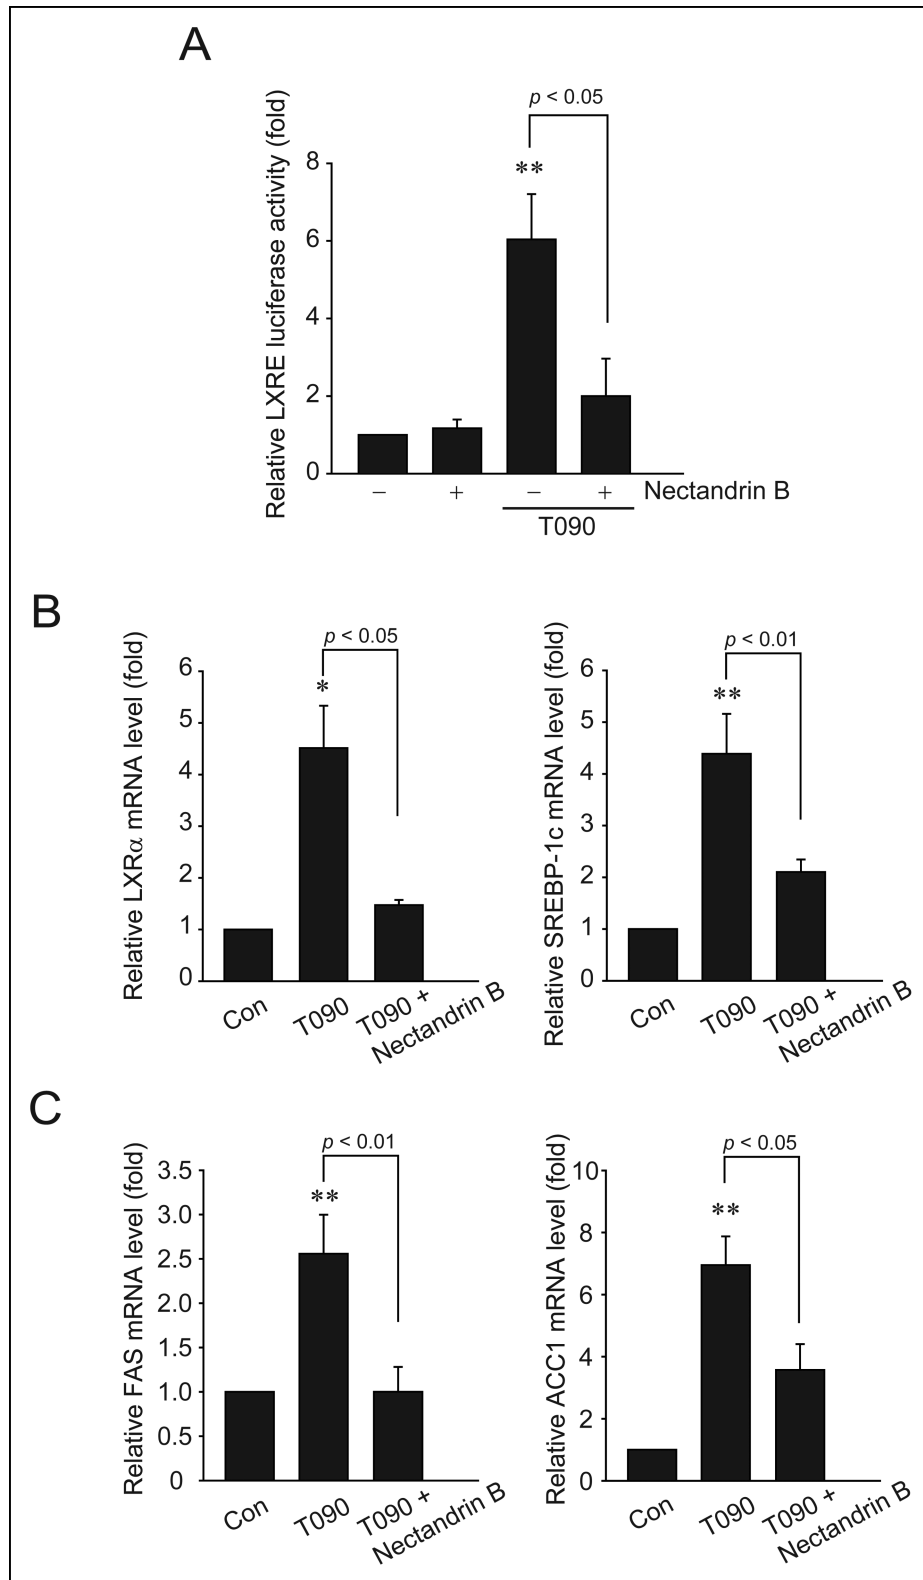 A
p < 0.05
Relative LXRE luciferase activity (fold)
8
**
6
4
2
0
− + − + Nectandrin B
T090
B
p < 0.05
Relative LXRα mRNA level (fold)
6
*
5
4
3
2
1
0
Con
T090
T090 +
Nectandrin B
p < 0.01
Relative SREBP-1c mRNA level (fold)
6
**
5
4
3
2
1
0
Con
T090
T090 +
Nectandrin B
C
p < 0.01
Relative FAS mRNA level (fold)
3.5
**
3.0
2.5
2.0
1.5
1.0
0.5
0
Con
T090
T090 +
Nectandrin B
p < 0.05
Relative ACC1 mRNA level (fold)
10
**
8
6
4
2
0
Con
T090
T090 +
Nectandrin B